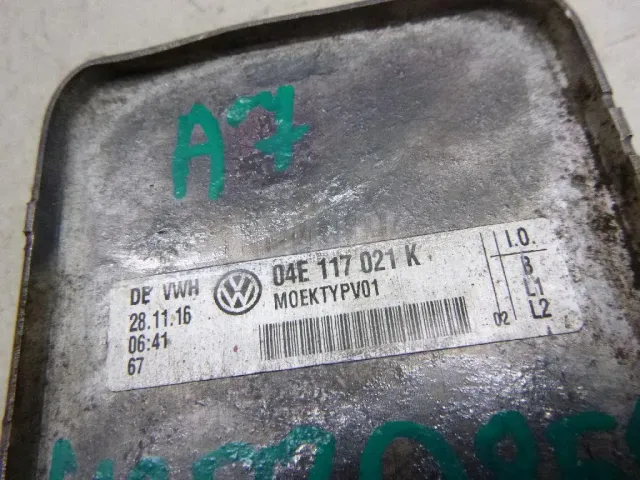 A7
DE VWH 04E 117 021 K I.O.
28.11.16 MOEKTYPV01 B
06:41 L1
67 02 L2